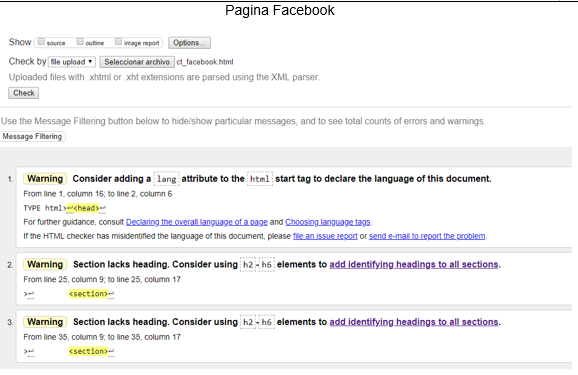 Pagina Facebook
Show source outline image report Options...
Check by file upload Seleccionar archivo ct_facebook.html
Uploaded files with .xhtml or .xht extensions are parsed using the XML parser.
Check
Use the Message Filtering button below to hide/show particular messages, and to see total counts of errors and warnings.
Message Filtering
1. Warning Consider adding a lang attribute to the html start tag to declare the language of this document.
From line 1, column 16; to line 2, column 6
TYPE html>↩<head>↩
For further guidance, consult Declaring the overall language of a page and Choosing language tags.
If the HTML checker has misidentified the language of this document, please file an issue report or send e-mail to report the problem.
2. Warning Section lacks heading. Consider using h2-h6 elements to add identifying headings to all sections.
From line 25, column 9; to line 25, column 17
>↩ <section>↩
3. Warning Section lacks heading. Consider using h2-h6 elements to add identifying headings to all sections.
From line 35, column 9; to line 35, column 17
>↩ <section>↩